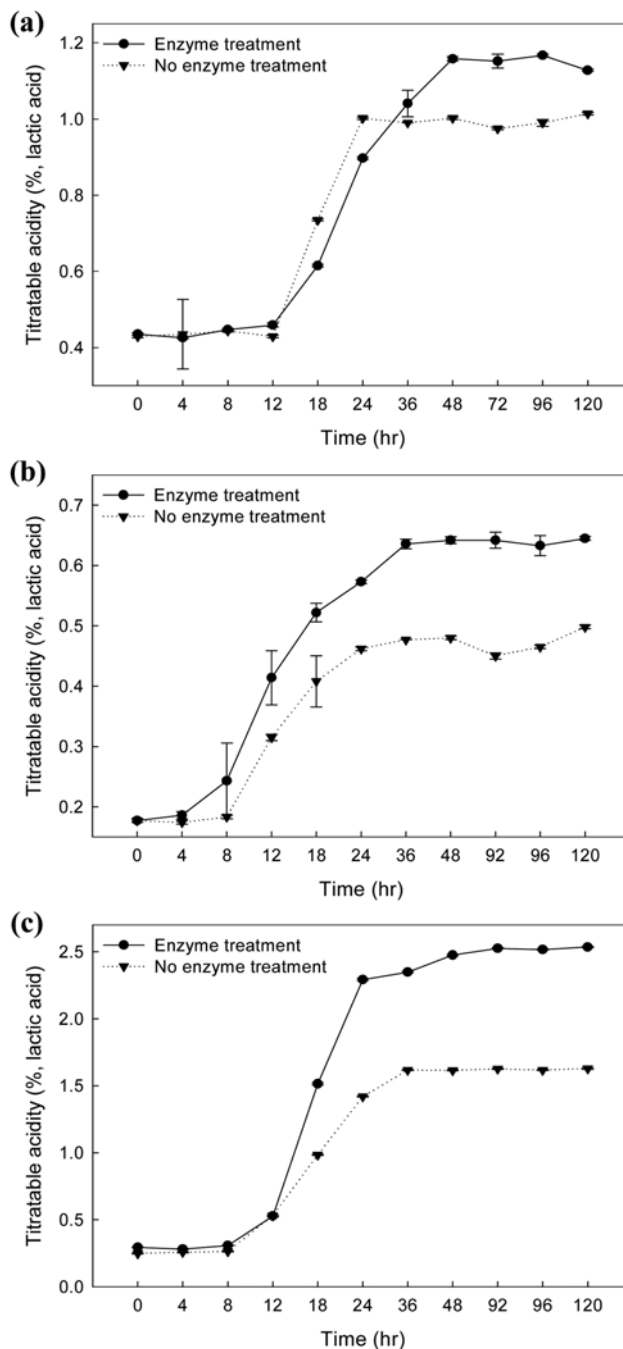 (a)
1.2
1.0
0.8
0.6
0.4
Titratable acidity (%, lactic acid)
Enzyme treatment
No enzyme treatment
0 4 8 12 18 24 36 48 72 96 120
Time (hr)
(b)
0.7
0.6
0.5
0.4
0.3
0.2
Titratable acidity (%, lactic acid)
Enzyme treatment
No enzyme treatment
0 4 8 12 18 24 36 48 92 96 120
Time (hr)
(c)
2.5
2.0
1.5
1.0
0.5
0.0
Titratable acidity (%, lactic acid)
Enzyme treatment
No enzyme treatment
0 4 8 12 18 24 36 48 92 96 120
Time (hr)